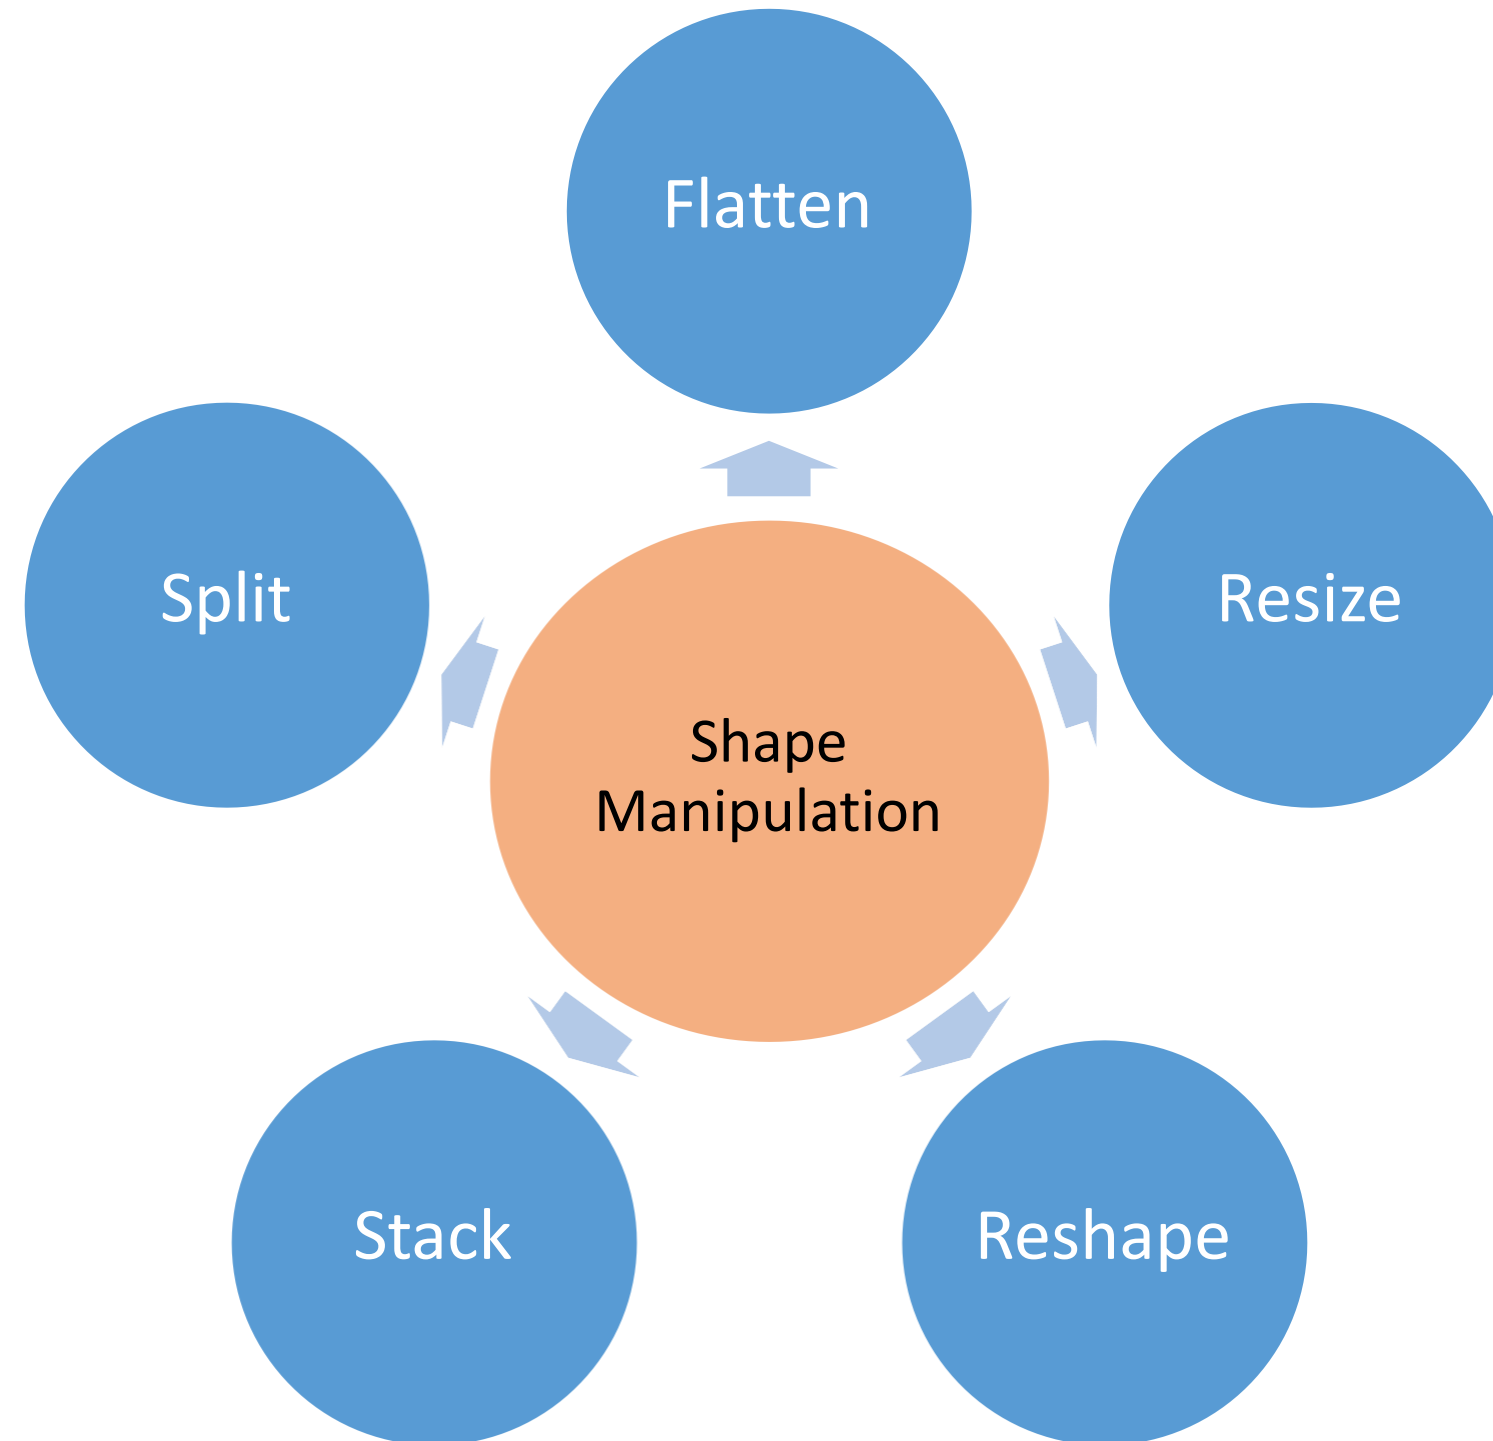 Flatten
Split
Resize
Shape
Manipulation
Stack
Reshape